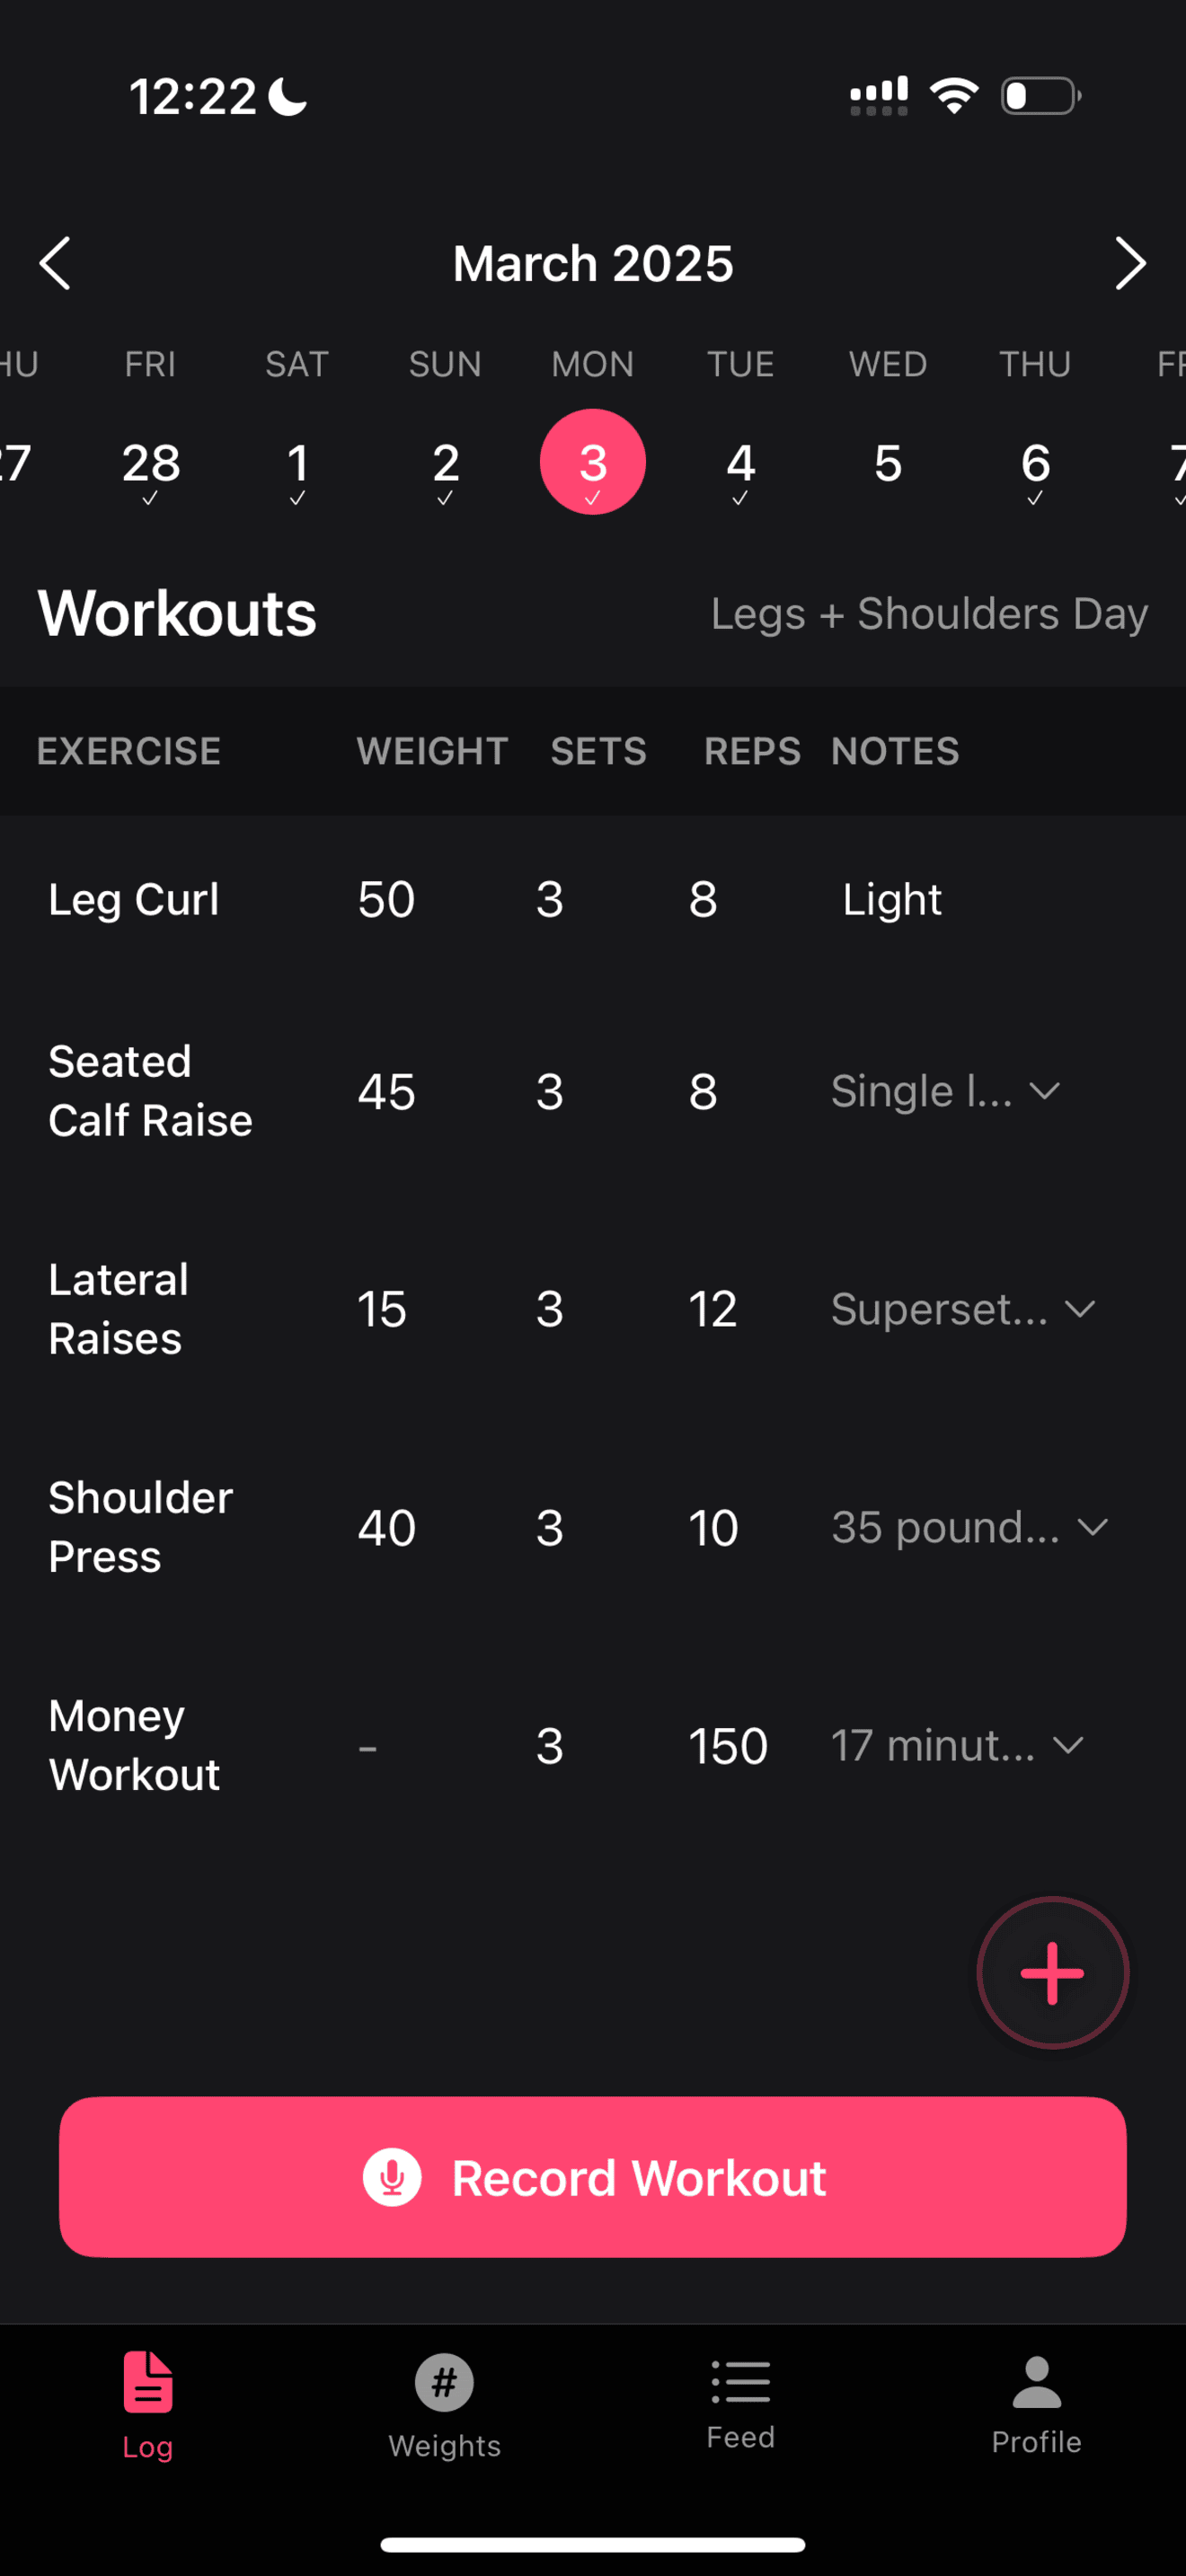 12:22
March 2025
HU FRI SAT SUN MON TUE WED THU FR
27 28 1 2 3 4 5 6 7
Workouts Legs + Shoulders Day
EXERCISE WEIGHT SETS REPS NOTES
Leg Curl 50 3 8 Light
Seated
Calf Raise 45 3 8 Single l...
Lateral
Raises 15 3 12 Superset...
Shoulder
Press 40 3 10 35 pound...
Money
Workout - 3 150 17 minut...
Record Workout
Log # Weights Feed Profile